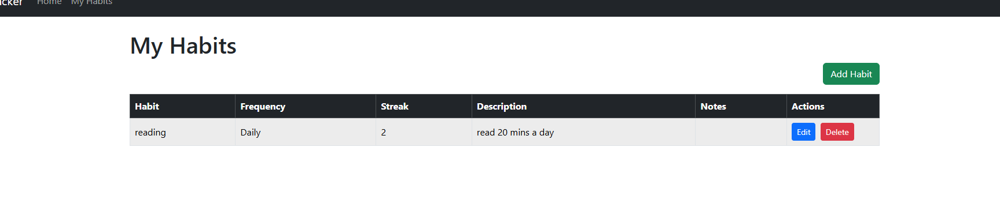 Home My Habits
My Habits
Add Habit
Habit Frequency Streak Description Notes Actions
reading Daily 2 read 20 mins a day Edit Delete